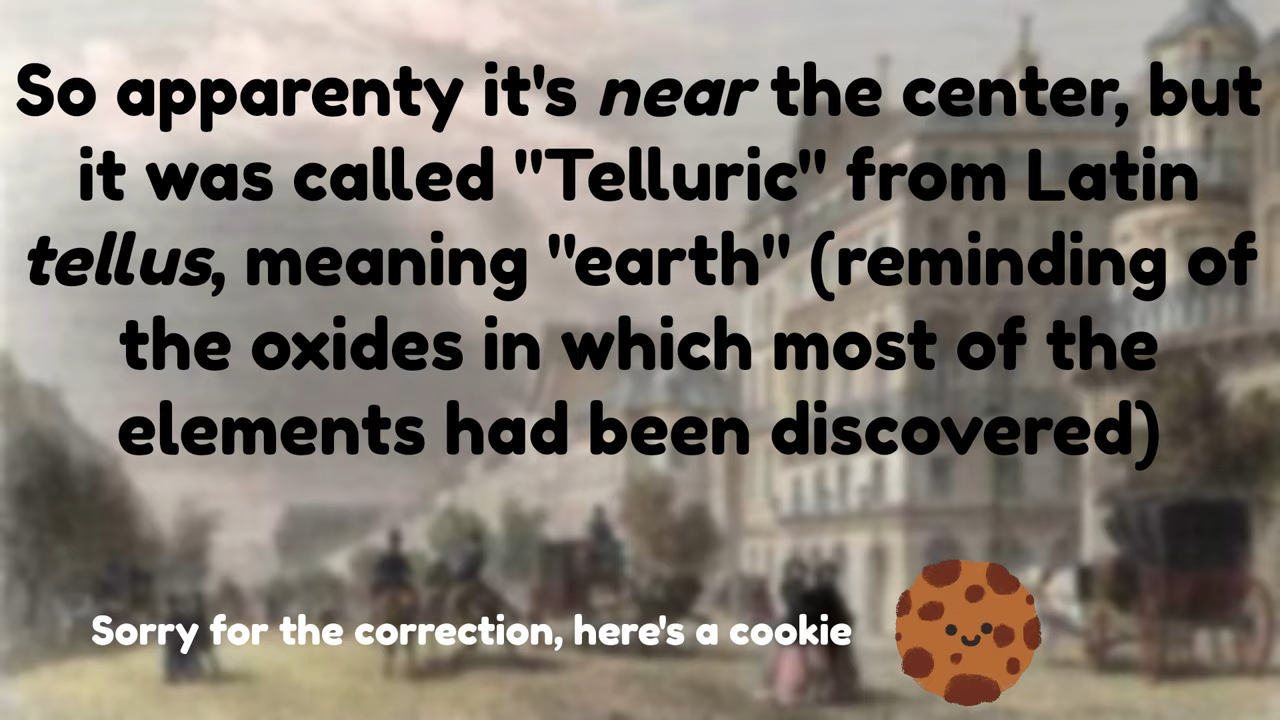 So apparenty it's near the center, but
it was called "Telluric" from Latin
tellus, meaning "earth" (reminding of
the oxides in which most of the
elements had been discovered)
Sorry for the correction, here's a cookie